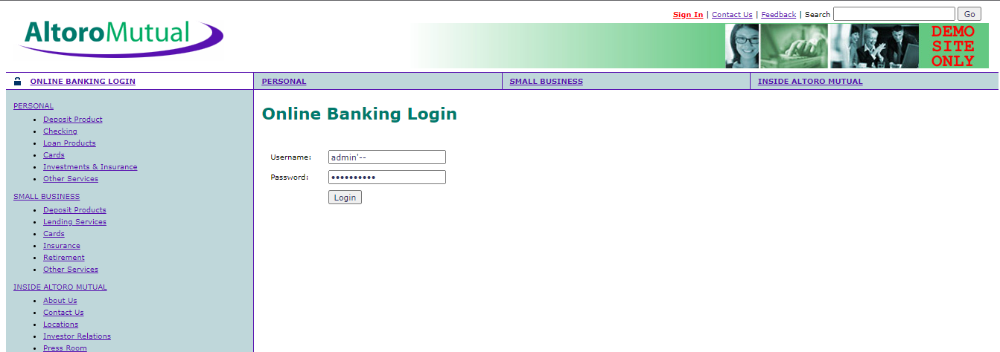 Sign In | Contact Us | Feedback | Search Go
AltoroMutual
DEMO
SITE
ONLY
ONLINE BANKING LOGIN PERSONAL SMALL BUSINESS INSIDE ALTORO MUTUAL
PERSONAL
Deposit Product
Checking
Loan Products
Cards
Investments & Insurance
Other Services
SMALL BUSINESS
Deposit Products
Lending Services
Cards
Insurance
Retirement
Other Services
INSIDE ALTORO MUTUAL
About Us
Contact Us
Locations
Investor Relations
Press Room
Online Banking Login
Username: admin'--
Password: ••••••••••
Login